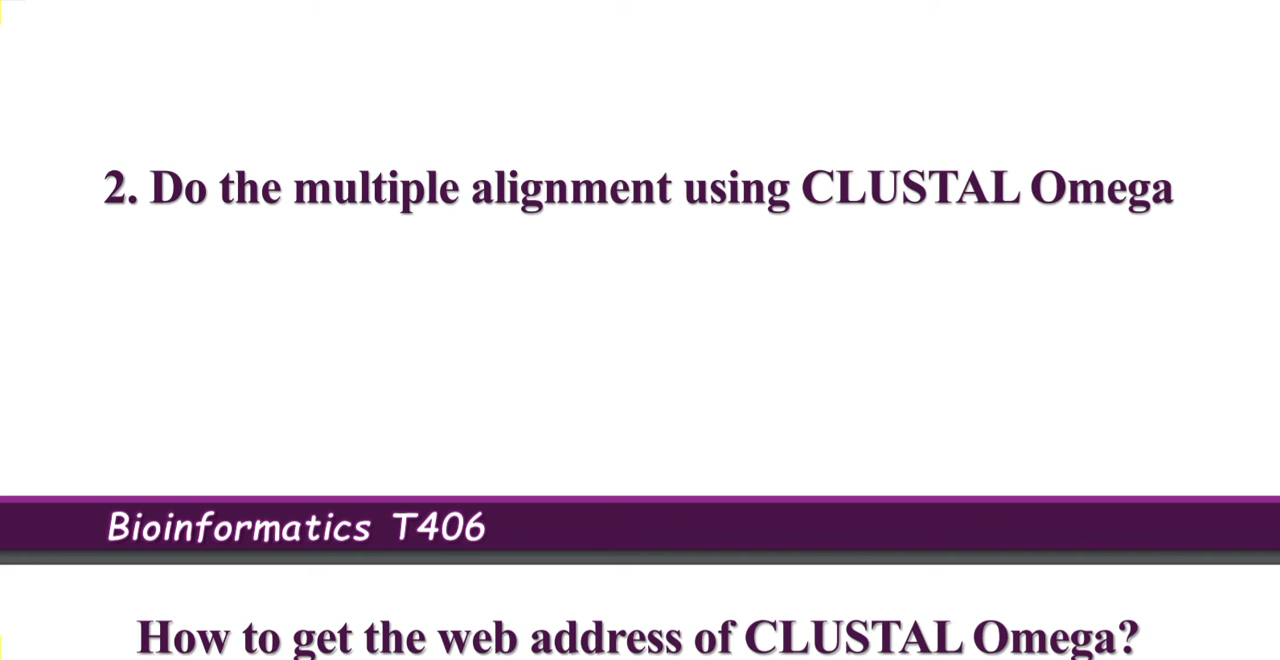 2. Do the multiple alignment using CLUSTAL Omega
Bioinformatics T406
How to get the web address of CLUSTAL Omega?